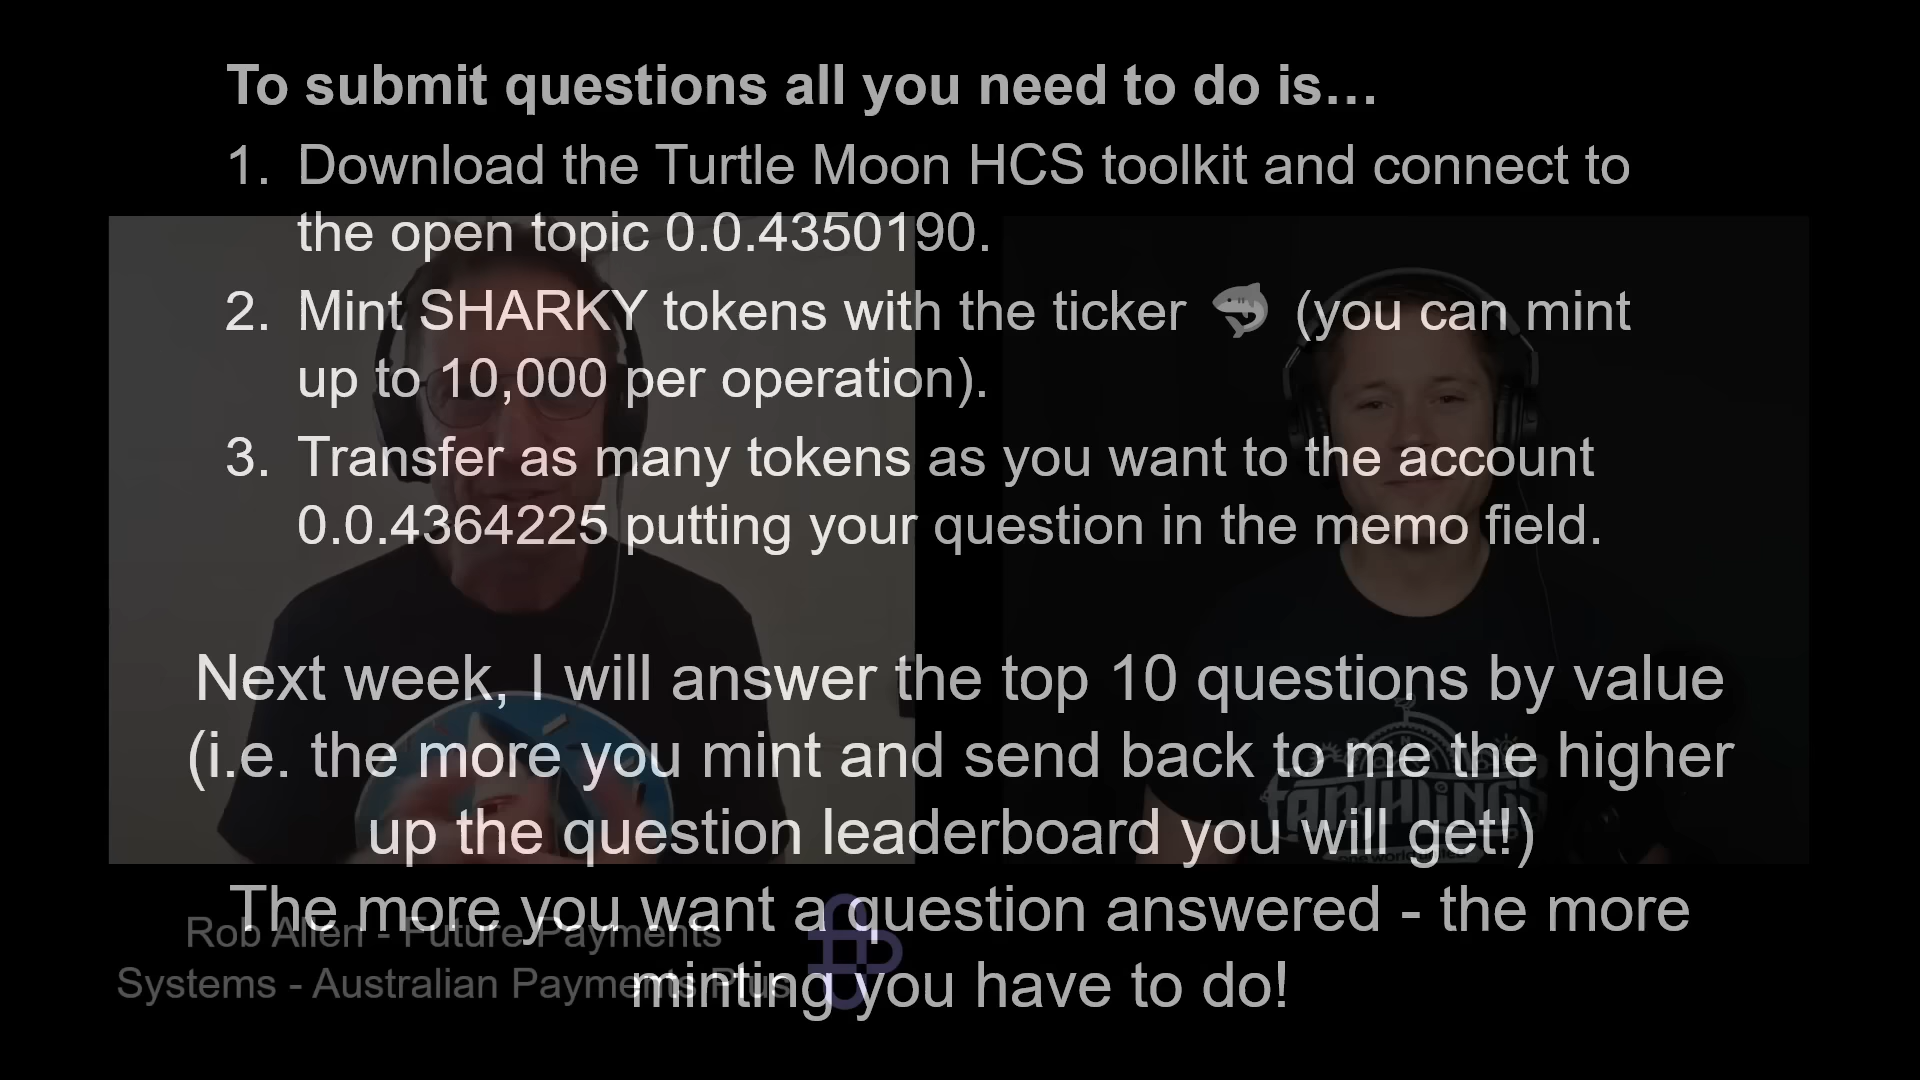 To submit questions all you need to do is...
1. Download the Turtle Moon HCS toolkit and connect to
the open topic 0.0.4350190.
2. Mint SHARKY tokens with the ticker 🦈 (you can mint
up to 10,000 per operation).
3. Transfer as many tokens as you want to the account
0.0.4364225 putting your question in the memo field.
Next week, I will answer the top 10 questions by value
(i.e. the more you mint and send back to me the higher
up the question leaderboard you will get!)
The more you want a question answered - the more
minting you have to do!
Rob Allen - Future Payments
Systems - Australian Payments Plus
EARTHLINGS
one world unified